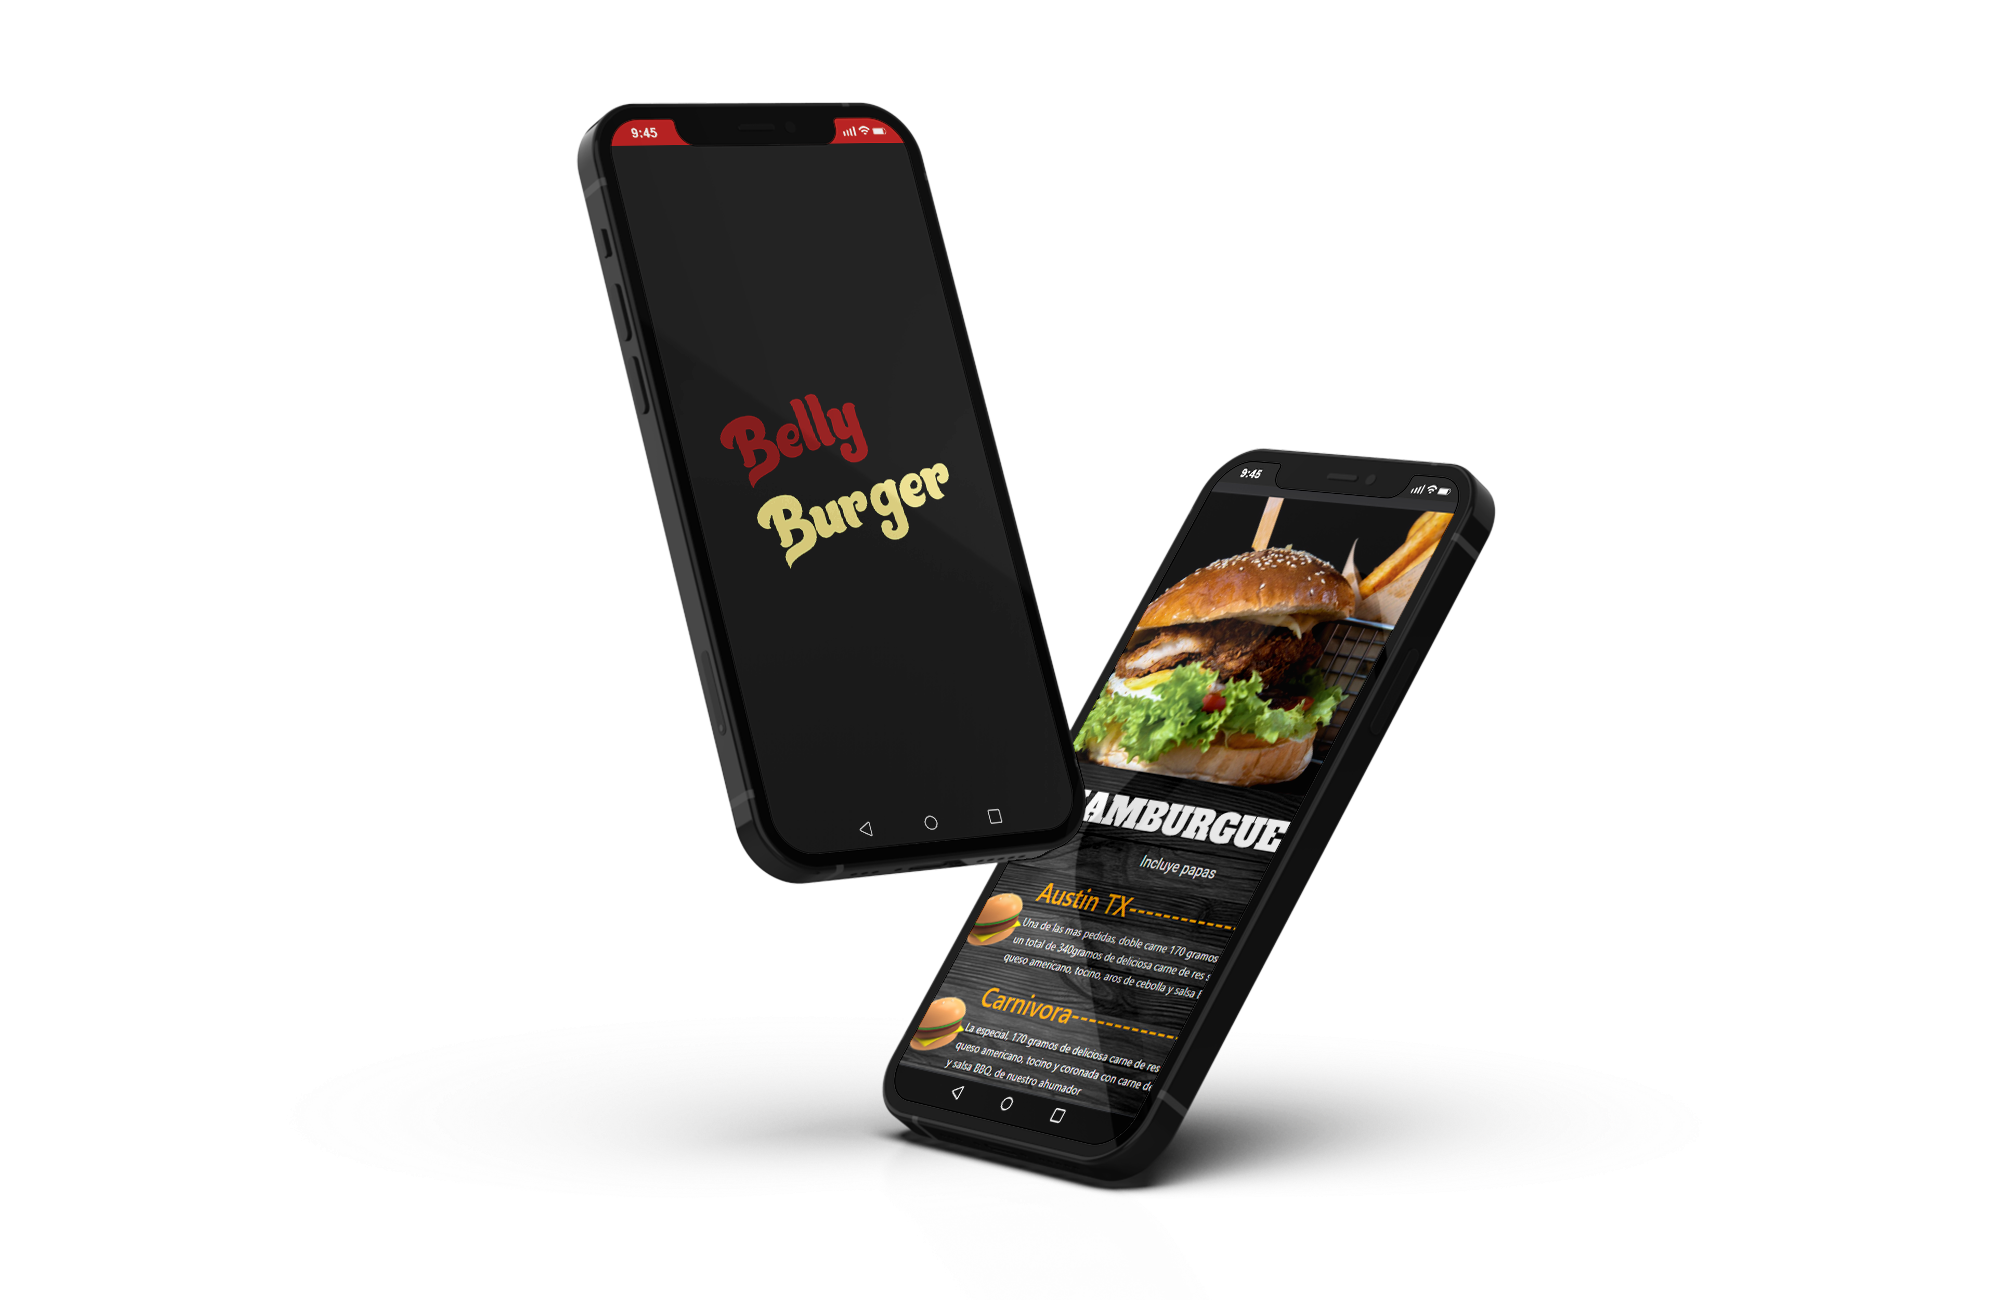 9:45
Belly
Burger
9:45
AMBURGUE
Incluye papas
Austin TX----------
Una de las mas pedidas, doble carne 170 gramos
un total de 340gramos de deliciosa carne de res
queso americano, tocino, aros de cebolla y salsa
Carnivora----------
La especial, 170 gramos de deliciosa carne de res
queso americano, tocino y coronada con carne de
y salsa BBQ, de nuestro ahumador